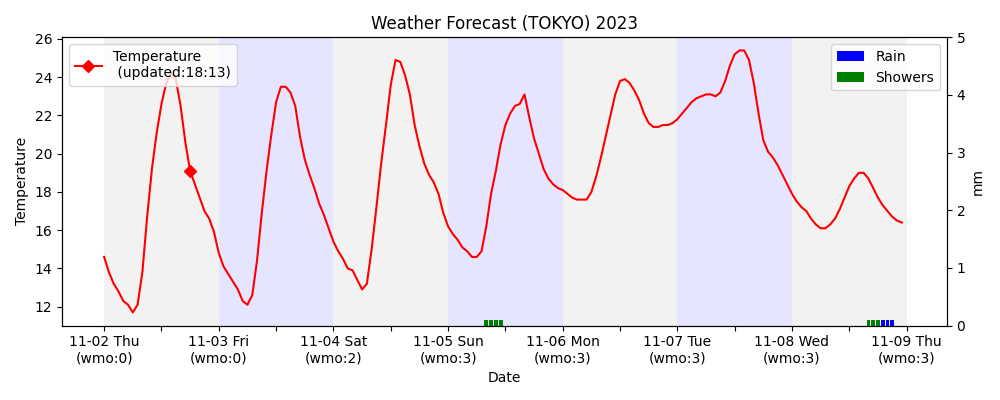 Weather Forecast (TOKYO) 2023
Temperature
(updated:18:13)
Rain
Showers
26
24
22
20
18
16
14
12
Temperature
5
4
3
2
1
0
mm
11-02 Thu 11-03 Fri 11-04 Sat 11-05 Sun 11-06 Mon 11-07 Tue 11-08 Wed 11-09 Thu
(wmo:0) (wmo:0) (wmo:2) (wmo:3) (wmo:3) (wmo:3) (wmo:3) (wmo:3)
Date